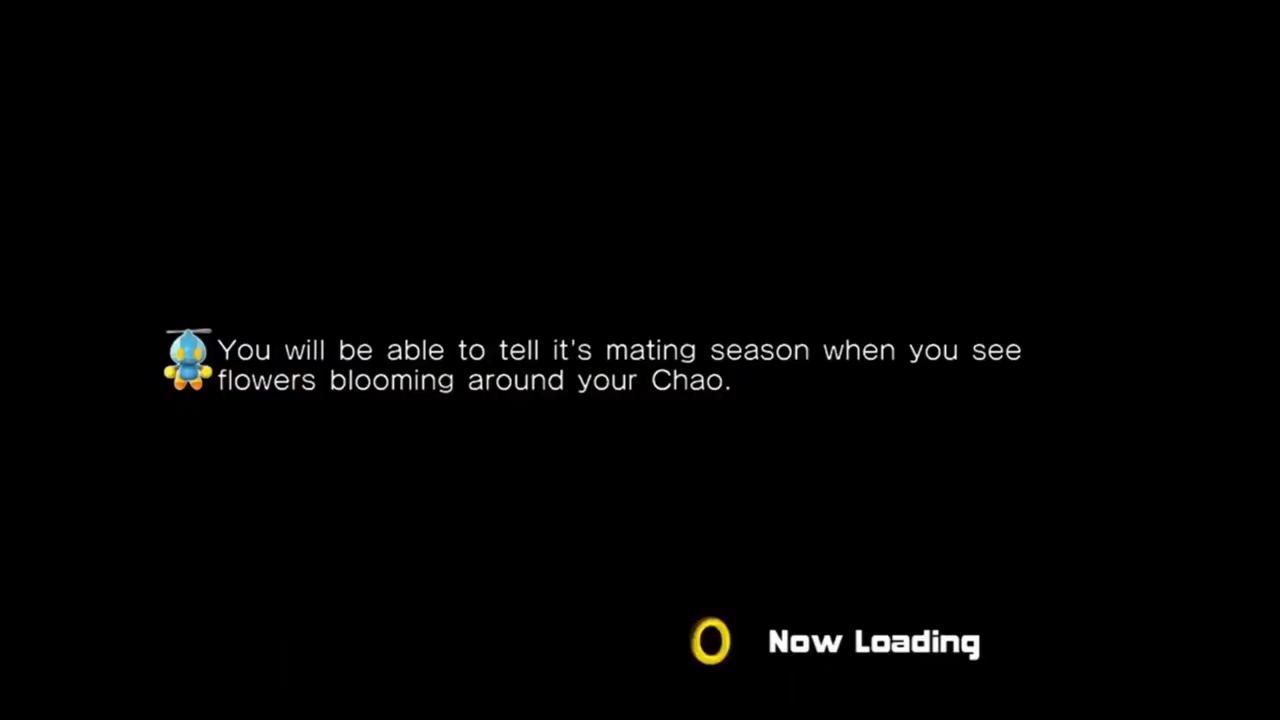 You will be able to tell it's mating season when you see
flowers blooming around your Chao.
Now Loading